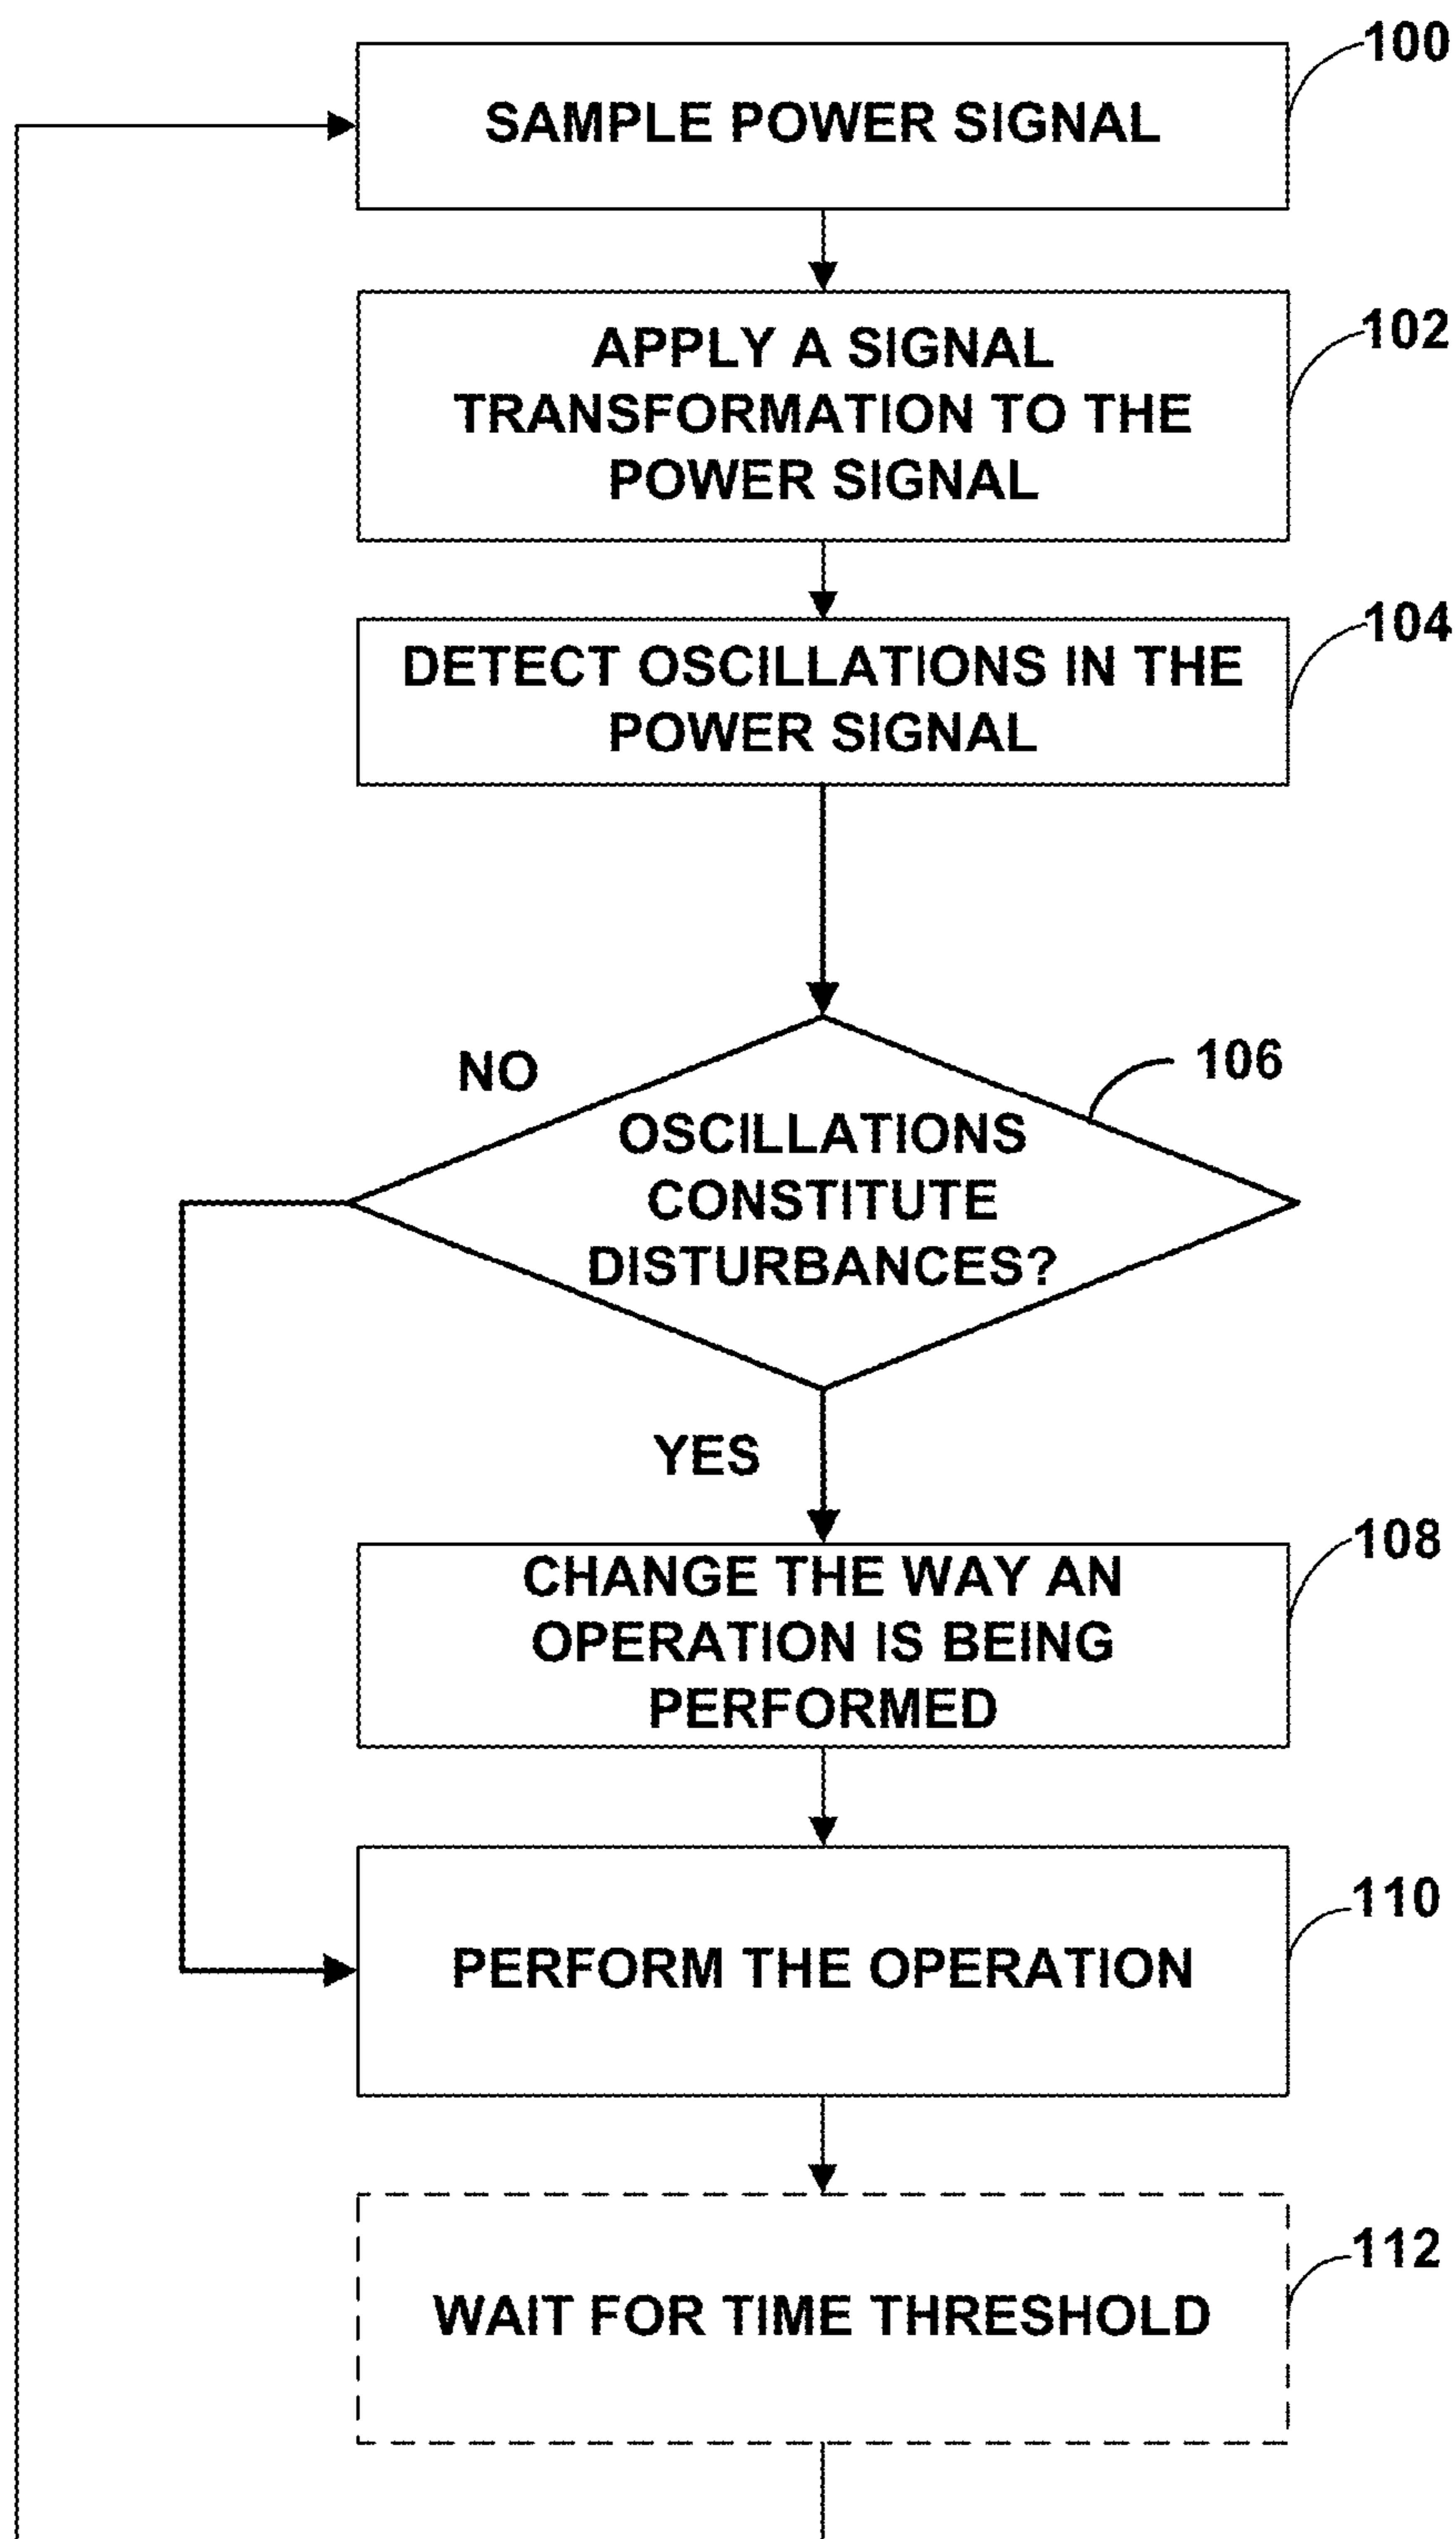 100
SAMPLE POWER SIGNAL
102
APPLY A SIGNAL
TRANSFORMATION TO THE
POWER SIGNAL
104
DETECT OSCILLATIONS IN THE
POWER SIGNAL
NO
106
OSCILLATIONS
CONSTITUTE
DISTURBANCES?
YES
108
CHANGE THE WAY AN
OPERATION IS BEING
PERFORMED
110
PERFORM THE OPERATION
112
WAIT FOR TIME THRESHOLD